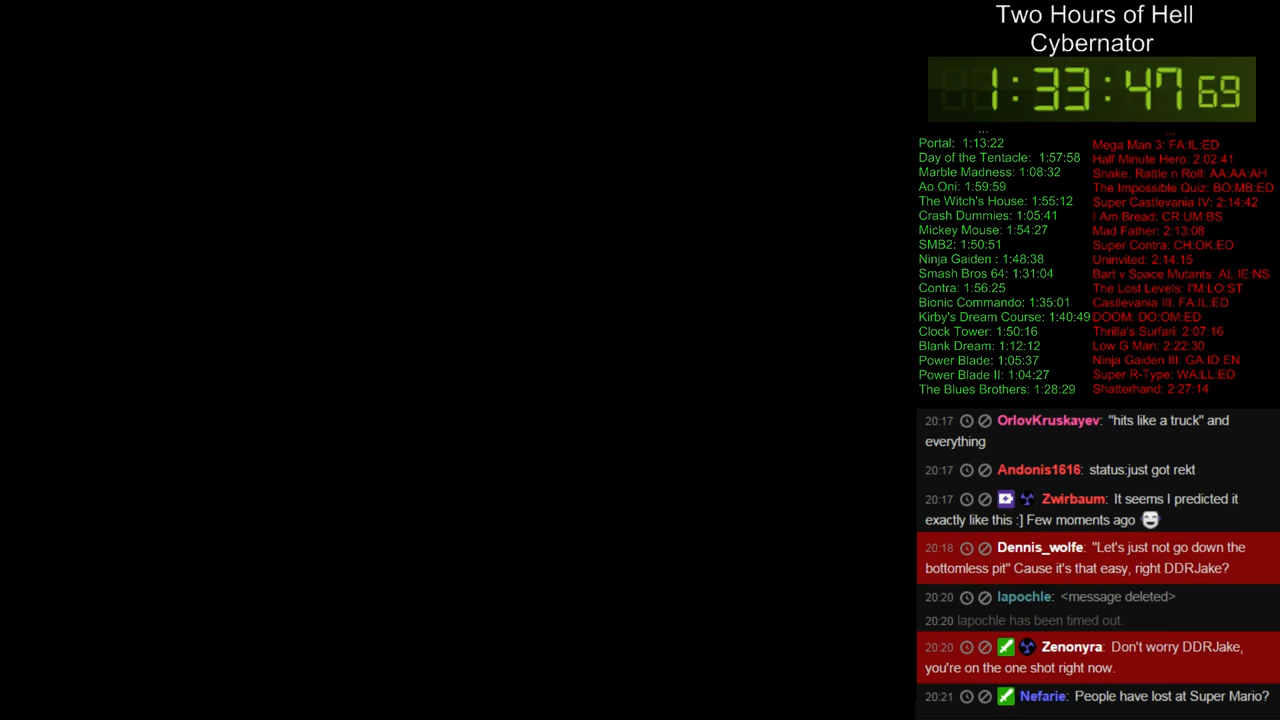 Two Hours of Hell
Cybernator
1:33:47 69
...
Portal: 1:13:22
Day of the Tentacle: 1:57:58
Marble Madness: 1:08:32
Ao Oni: 1:59:59
The Witch's House: 1:55:12
Crash Dummies: 1:05:41
Mickey Mouse: 1:54:27
SMB2: 1:50:51
Ninja Gaiden : 1:48:38
Smash Bros 64: 1:31:04
Contra: 1:56:25
Bionic Commando: 1:35:01
Kirby's Dream Course: 1:40:49
Clock Tower: 1:50:16
Blank Dream: 1:12:12
Power Blade: 1:05:37
Power Blade II: 1:04:27
The Blues Brothers: 1:28:29
...
Mega Man 3: FA:IL:ED
Half Minute Hero: 2:02:41
Snake, Rattle n Roll: AA:AA:AH
The Impossible Quiz: BO:MB:ED
Super Castlevania IV: 2:14:42
I Am Bread: CR:UM:BS
Mad Father: 2:13:08
Super Contra: CH:OK:ED
Uninvited: 2:14:15
Bart v Space Mutants: AL:IE:NS
The Lost Levels: I'M:LO:ST
Castlevania III: FA:IL:ED
DOOM: DO:OM:ED
Thrilla's Surfari: 2:07:16
Low G Man: 2:22:30
Ninja Gaiden III: GA:ID:EN
Super R-Type: WA:LL:ED
Shatterhand: 2:27:14
20:17 OrlovKruskayev: "hits like a truck" and
everything
20:17 Andonis1616: status:just got rekt
20:17 Zwirbaum: It seems I predicted it
exactly like this :] Few moments ago
20:18 Dennis_wolfe: "Let's just not go down the
bottomless pit" Cause it's that easy, right DDRJake?
20:20 lapochle: <message deleted>
20:20 lapochle has been timed out.
20:20 Zenonyra: Don't worry DDRJake,
you're on the one shot right now.
20:21 Nefarie: People have lost at Super Mario?